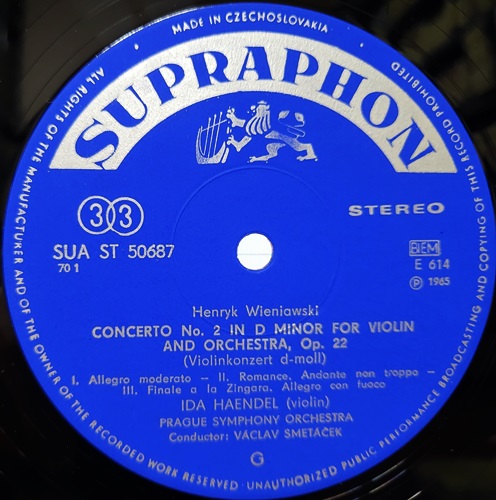 MADE IN CZECHOSLOVAKIA
ALL RIGHTS OF THE MANUFACTURER AND OF THE OWNER OF THE RECORDED WORK RESERVED · UNAUTHORIZED PUBLIC PERFORMANCE BROADCASTING AND COPYING OF THIS RECORD PROHIBITED
SUPRAPHON
33
STEREO
SUA ST 50687
70 1
BIEM
E 614
Ⓟ 1965
Henryk Wieniawski
CONCERTO No. 2 IN D MINOR FOR VIOLIN
AND ORCHESTRA, Op. 22
(Violinkonzert d-moll)
I. Allegro moderato – II. Romance. Andante non troppo –
III. Finale a la Zingara. Allegro con fuoco
IDA HAENDEL (violin)
PRAGUE SYMPHONY ORCHESTRA
Conductor: VÁCLAV SMETÁČEK
G